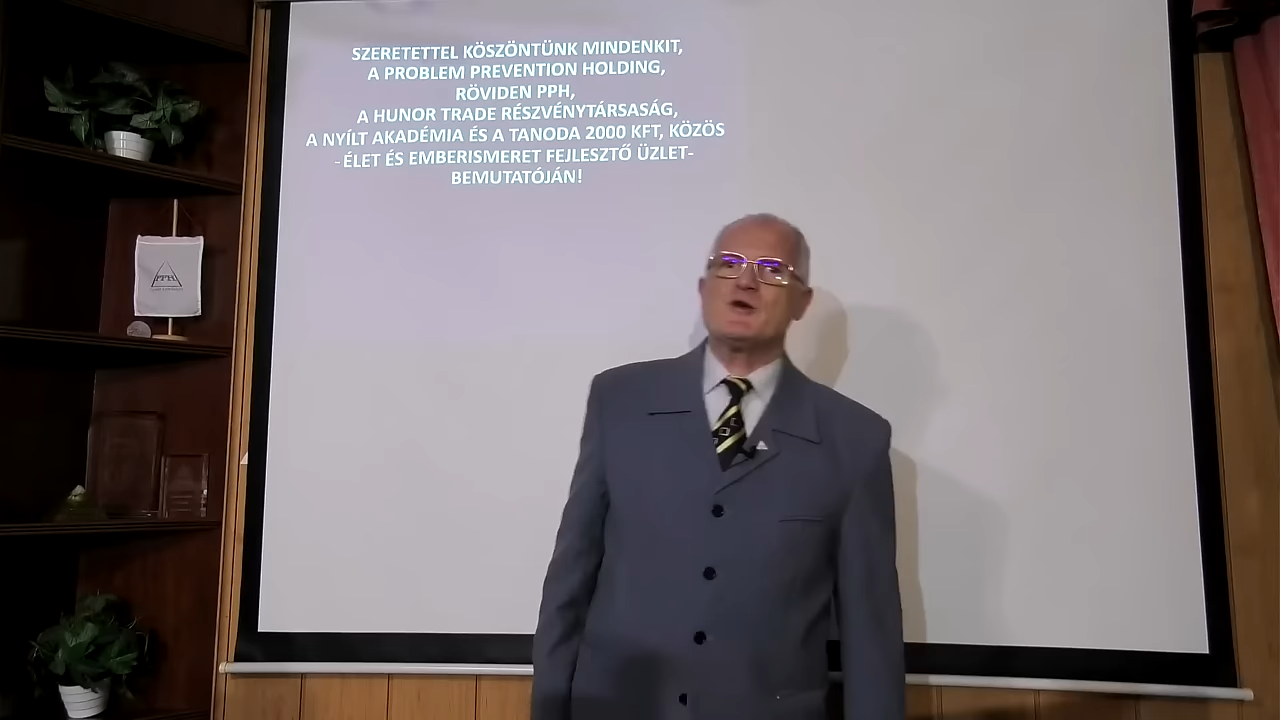 SZERETETTEL KÖSZÖNTÜNK MINDENKIT,
A PROBLEM PREVENTION HOLDING,
RÖVIDEN PPH,
A HUNOR TRADE RÉSZVÉNYTÁRSASÁG,
A NYÍLT AKADÉMIA ÉS A TANODA 2000 KFT, KÖZÖS
-ÉLET ÉS EMBERISMERET FEJLESZTŐ ÜZLET-
BEMUTATÓJÁN!
PPH